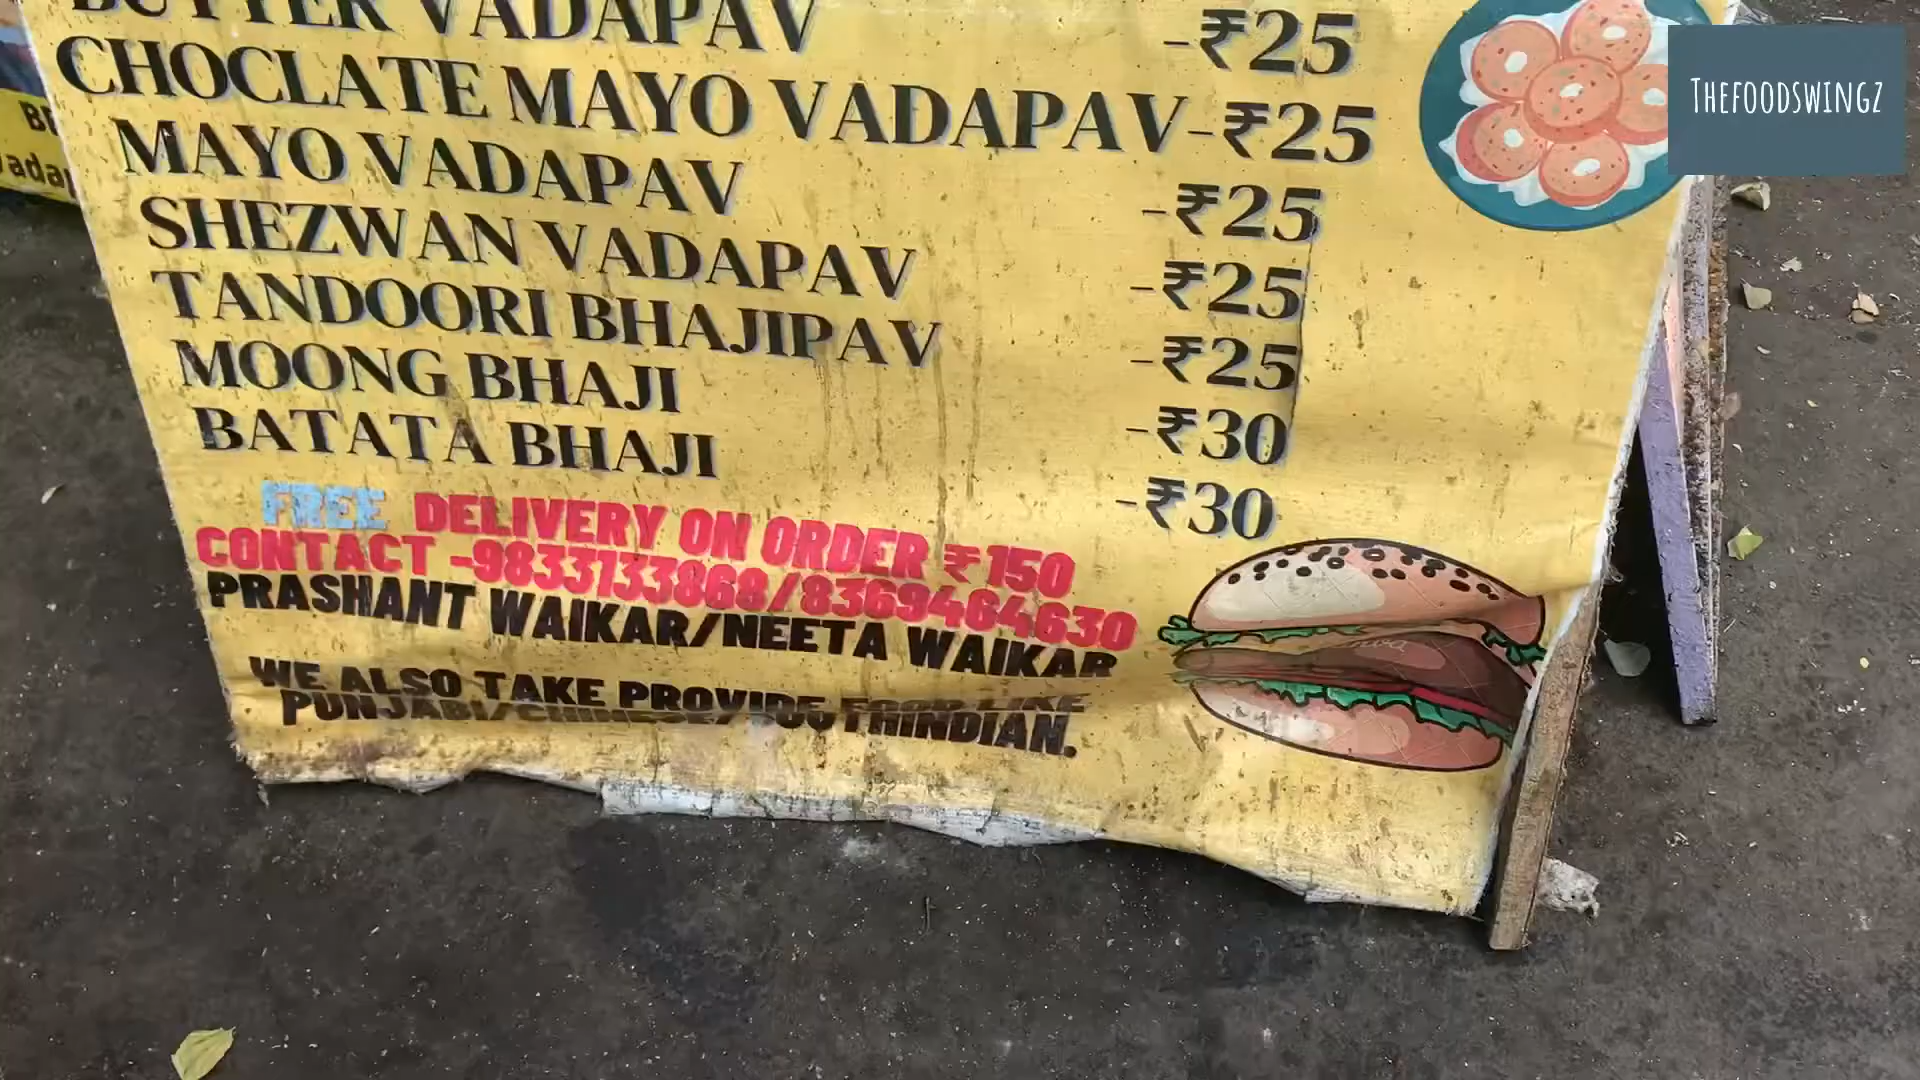 BUTTER VADAPAV -₹25
CHOCLATE MAYO VADAPAV-₹25
MAYO VADAPAV -₹25
SHEZWAN VADAPAV -₹25
TANDOORI BHAJIPAV -₹25
MOONG BHAJI -₹30
BATATA BHAJI -₹30
FREE DELIVERY ON ORDER ₹150
CONTACT -9833133868/8369464630
PRASHANT WAIKAR/NEETA WAIKAR
WE ALSO TAKE PROVIDE FOOD LIKE
PUNJABI/CHINESE/SOUTHINDIAN.
THEFOODSWINGZ